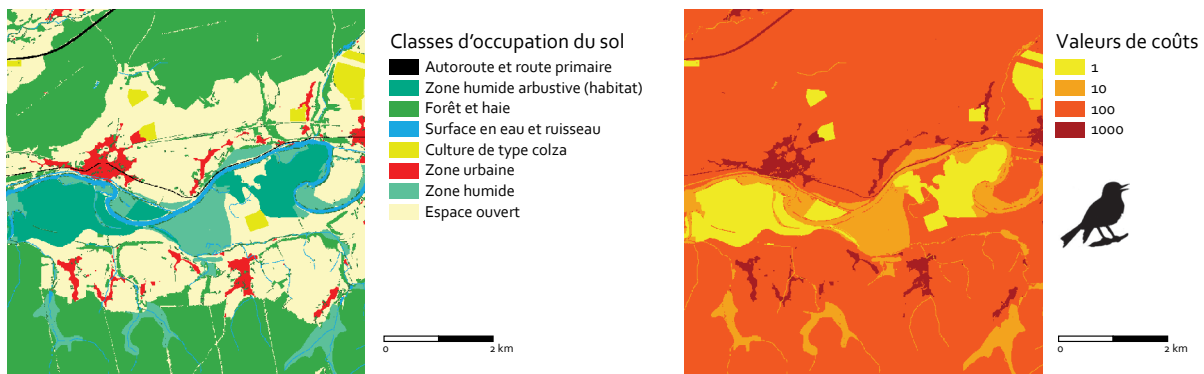 Classes d'occupation du sol
Autoroute et route primaire
Zone humide arbustive (habitat)
Forêt et haie
Surface en eau et ruisseau
Culture de type colza
Zone urbaine
Zone humide
Espace ouvert
0 2 km
Valeurs de coûts
1
10
100
1000
0 2 km